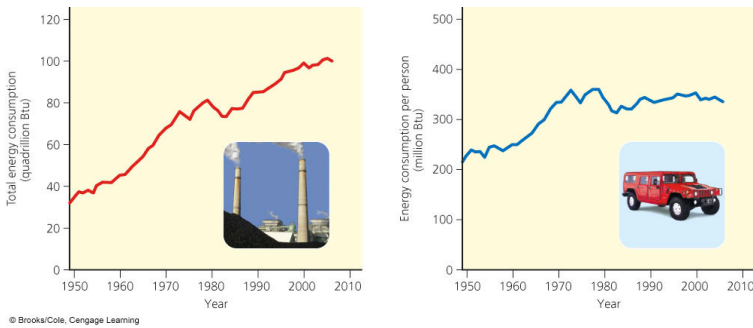 Total energy consumption
(quadrillion Btu)
120
100
80
60
40
20
0
1950 1960 1970 1980 1990 2000 2010
Year
Energy consumption per person
(million Btu)
500
400
300
200
100
0
1950 1960 1970 1980 1990 2000 2010
Year
© Brooks/Cole, Cengage Learning